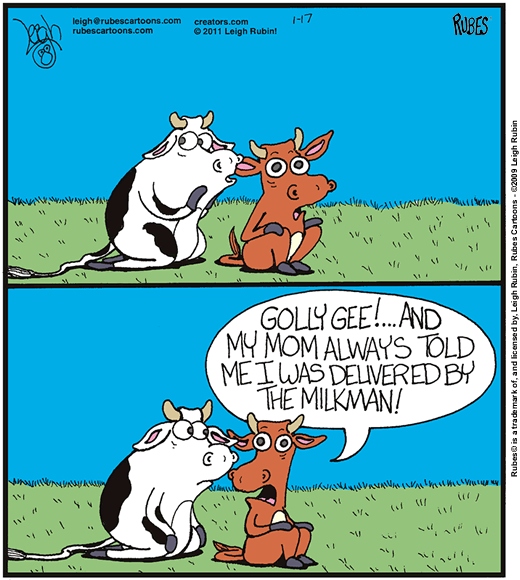 leigh@rubescartoons.com
rubescartoons.com
creators.com
© 2011 Leigh Rubin!
1-17
RUBES
GOLLY GEE!...AND
MY MOM ALWAYS TOLD
ME I WAS DELIVERED BY
THE MILKMAN!
Rubes© is a trademark of, and licensed by, Leigh Rubin, Rubes Cartoons - ©2009 Leigh Rubin